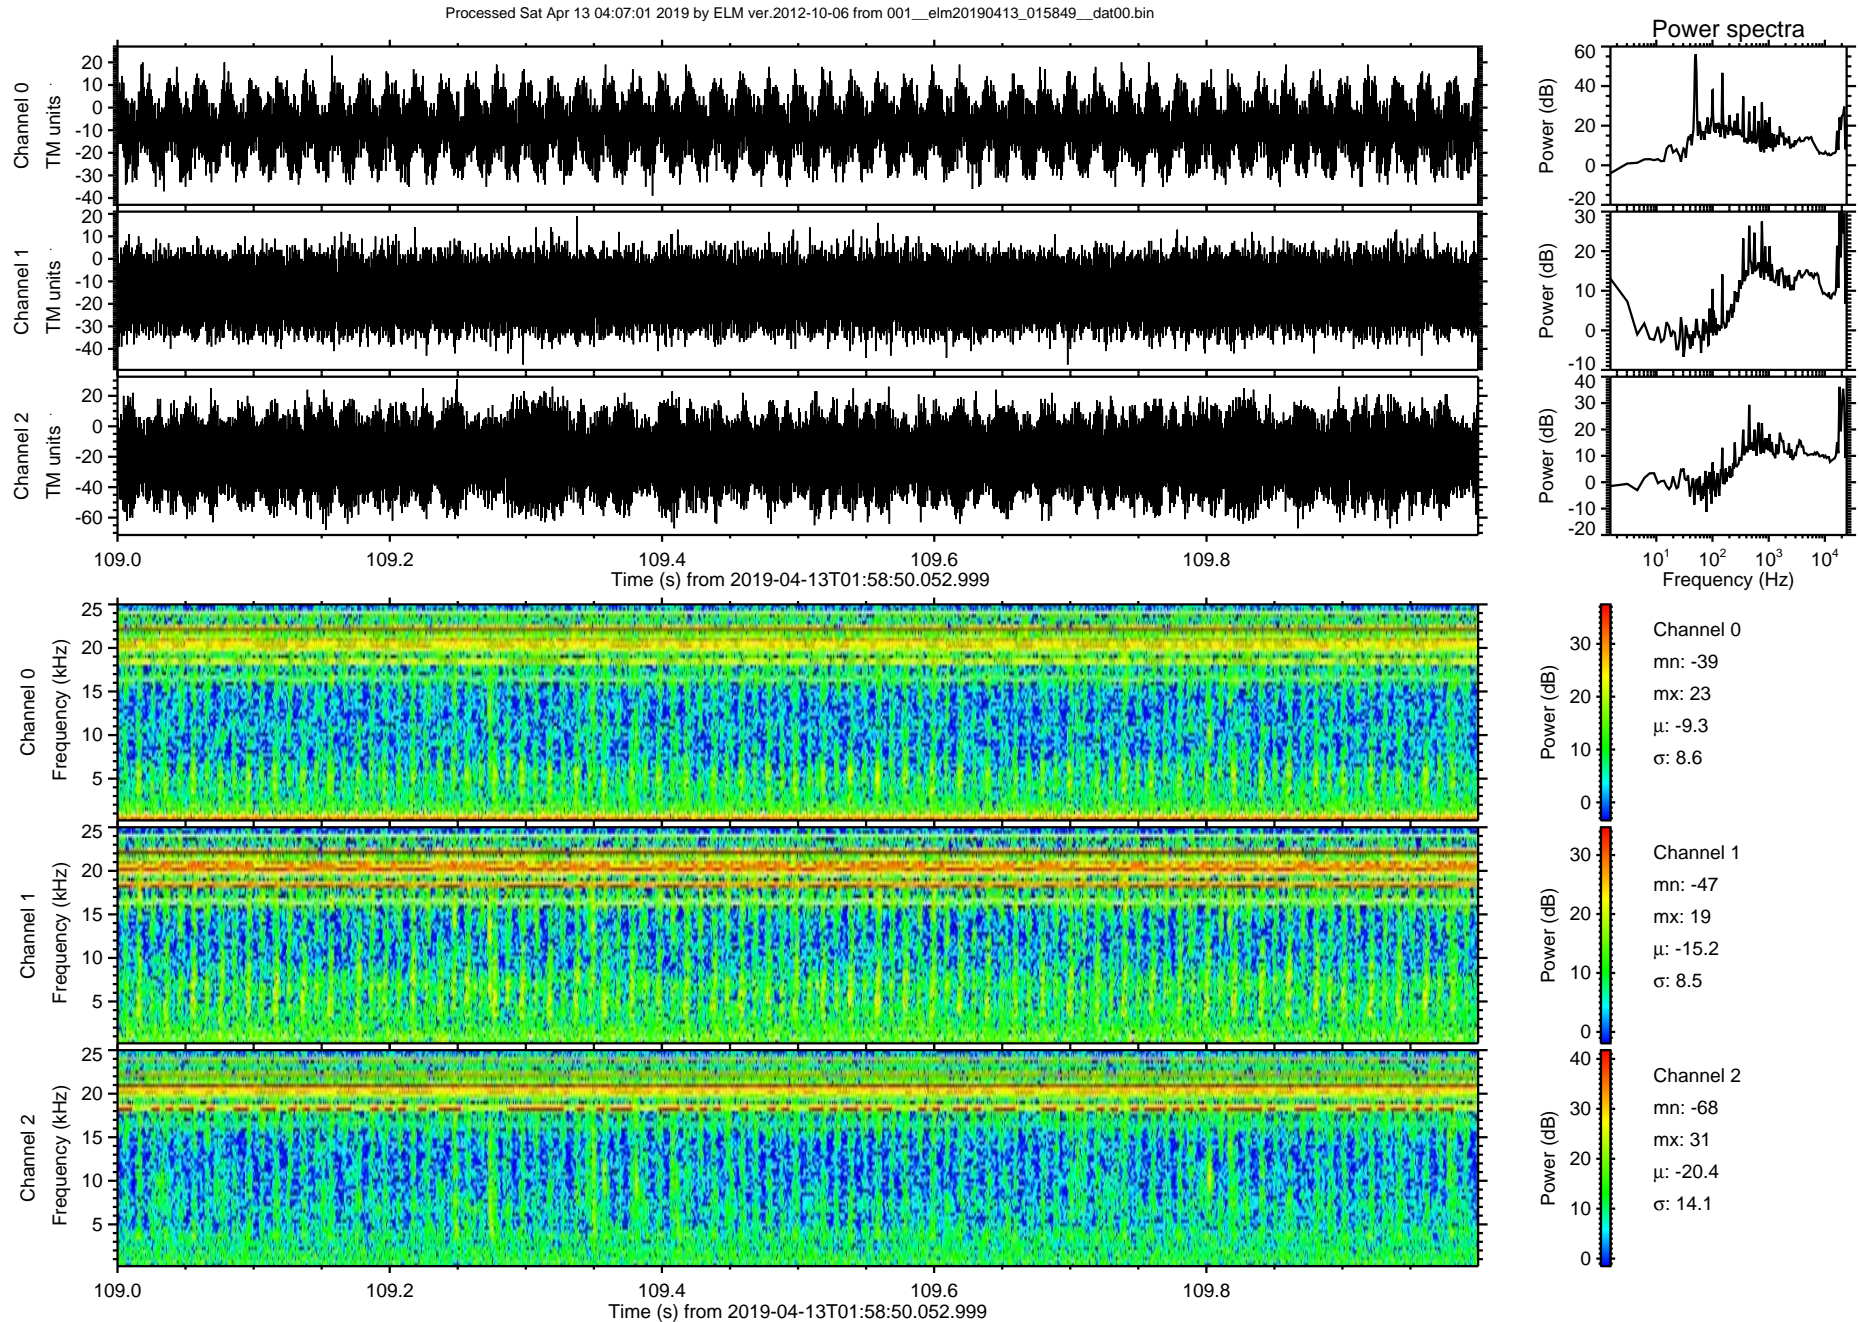 Processed Sat Apr 13 04:07:01 2019 by ELM ver.2012-10-06 from 001__elm20190413_015849__dat00.bin
Power spectra
Channel 0
TM units
20
10
0
-10
-20
-30
-40
Power (dB)
60
40
20
0
-20
Channel 1
TM units
20
10
0
-10
-20
-30
-40
Power (dB)
30
20
10
0
-10
Channel 2
TM units
20
0
-20
-40
-60
Power (dB)
40
30
20
10
0
-10
-20
109.0 109.2 109.4 109.6 109.8
Time (s) from 2019-04-13T01:58:50.052.999
10¹ 10² 10³ 10⁴
Frequency (Hz)
Channel 0
Frequency (kHz)
25
20
15
10
5
Power (dB)
30
20
10
0
Channel 0
mn: -39
mx: 23
μ: -9.3
σ: 8.6
Channel 1
Frequency (kHz)
25
20
15
10
5
Power (dB)
30
20
10
0
Channel 1
mn: -47
mx: 19
μ: -15.2
σ: 8.5
Channel 2
Frequency (kHz)
25
20
15
10
5
Power (dB)
40
30
20
10
0
Channel 2
mn: -68
mx: 31
μ: -20.4
σ: 14.1
109.0 109.2 109.4 109.6 109.8
Time (s) from 2019-04-13T01:58:50.052.999